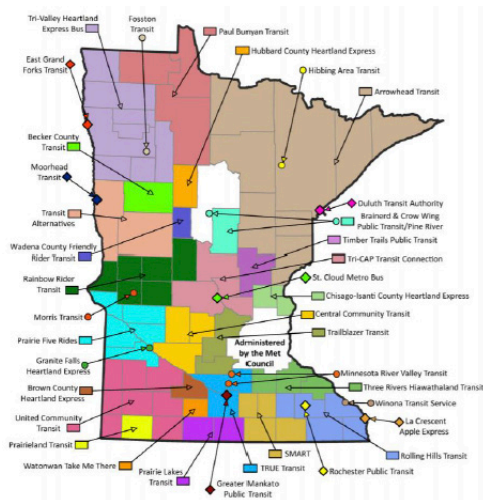 Tri-Valley Heartland
Express Bus
Fosston
Transit
Paul Bunyan Transit
Hubbard County Heartland Express
East Grand
Forks Transit
Hibbing Area Transit
Arrowhead Transit
Becker County
Transit
Moorhead
Transit
Duluth Transit Authority
Transit
Alternatives
Brainerd & Crow Wing
Public Transit/Pine River
Wadena County Friendly
Rider Transit
Timber Trails Public Transit
Tri-CAP Transit Connection
Rainbow Rider
Transit
St. Cloud Metro Bus
Chisago-Isanti County Heartland Express
Morris Transit
Central Community Transit
Prairie Five Rides
Trailblazer Transit
Administered
by the Met
Council
Granite Falls
Heartland Express
Minnesota River Valley Transit
Brown County
Heartland Express
Three Rivers Hiawathaland Transit
Winona Transit Service
United Community
Transit
La Crescent
Apple Express
Prairieland Transit
Rolling Hills Transit
Watonwan Take Me There
SMART
Prairie Lakes
Transit
TRUE Transit
Rochester Public Transit
Greater Mankato
Public Transit